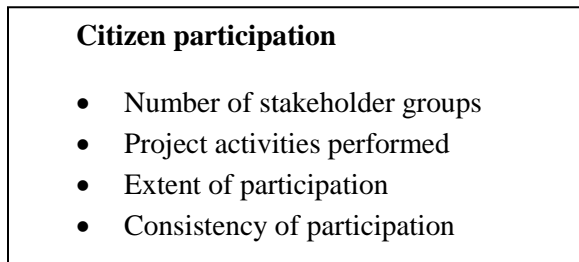 Citizen participation
• Number of stakeholder groups
• Project activities performed
• Extent of participation
• Consistency of participation